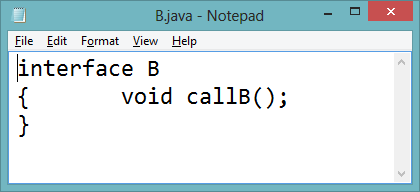 B.java - Notepad
File Edit Format View Help
interface B
{       void callB();
}